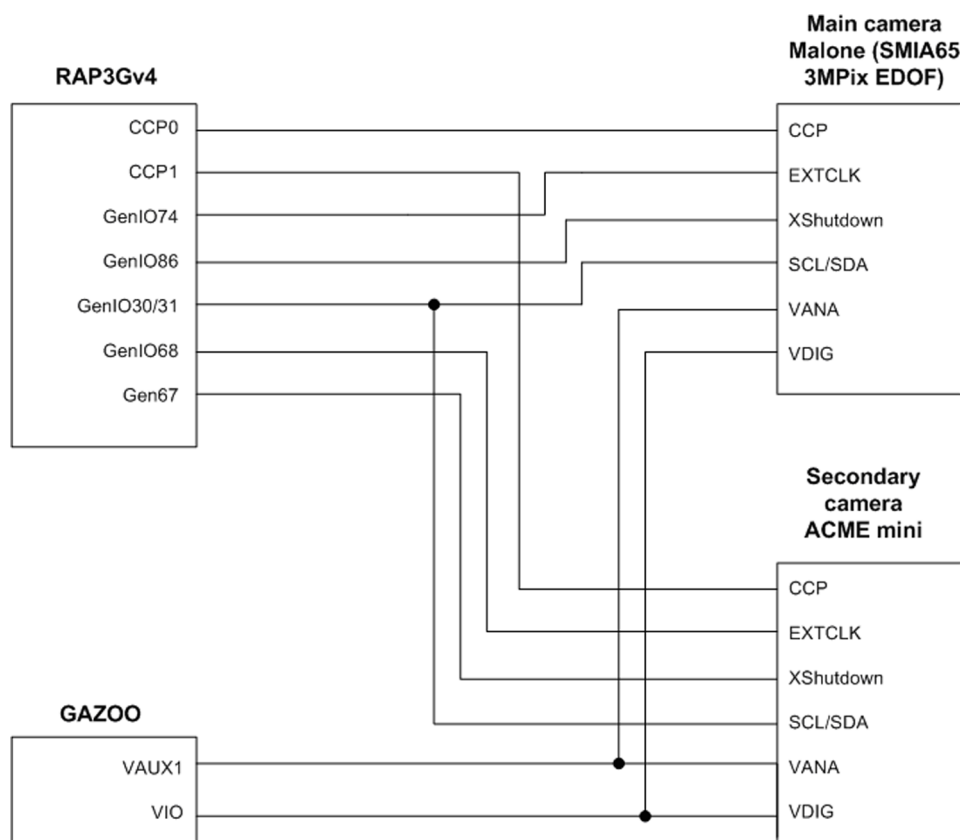 RAP3Gv4
CCP0
CCP1
GenIO74
GenIO86
GenIO30/31
GenIO68
Gen67
Main camera
Malone (SMIA65
3MPix EDOF)
CCP
EXTCLK
XShutdown
SCL/SDA
VANA
VDIG
Secondary
camera
ACME mini
CCP
EXTCLK
XShutdown
SCL/SDA
VANA
VDIG
GAZOO
VAUX1
VIO